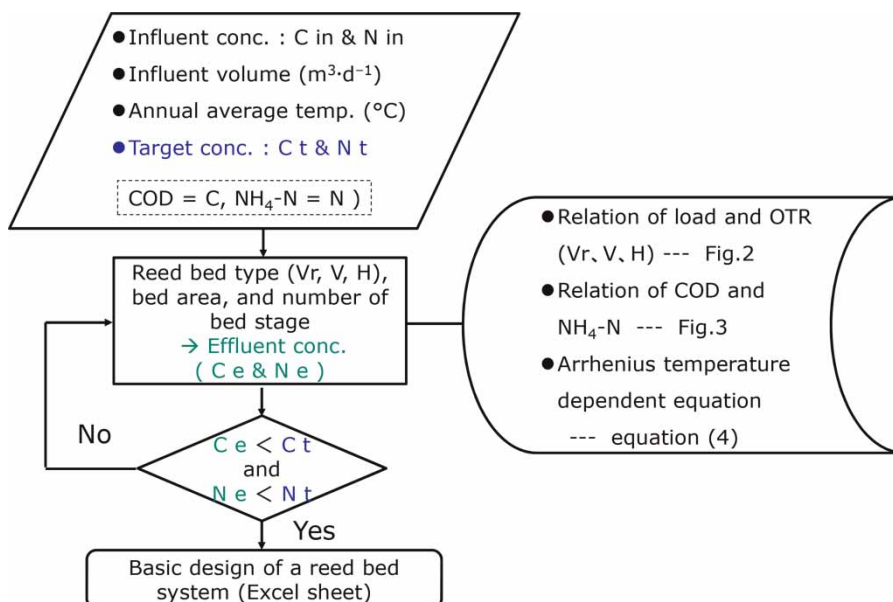 ●Influent conc. : C in & N in
●Influent volume (m³·d⁻¹)
●Annual average temp. (°C)
●Target conc. : C t & N t
COD = C, NH₄-N = N )
Reed bed type (Vr, V, H),
bed area, and number of
bed stage
→ Effluent conc.
( C e & N e )
●Relation of load and OTR
(Vr、V、H) --- Fig.2
●Relation of COD and
NH₄-N --- Fig.3
●Arrhenius temperature
dependent equation
--- equation (4)
No
C e < C t
and
N e < N t
Yes
Basic design of a reed bed
system (Excel sheet)